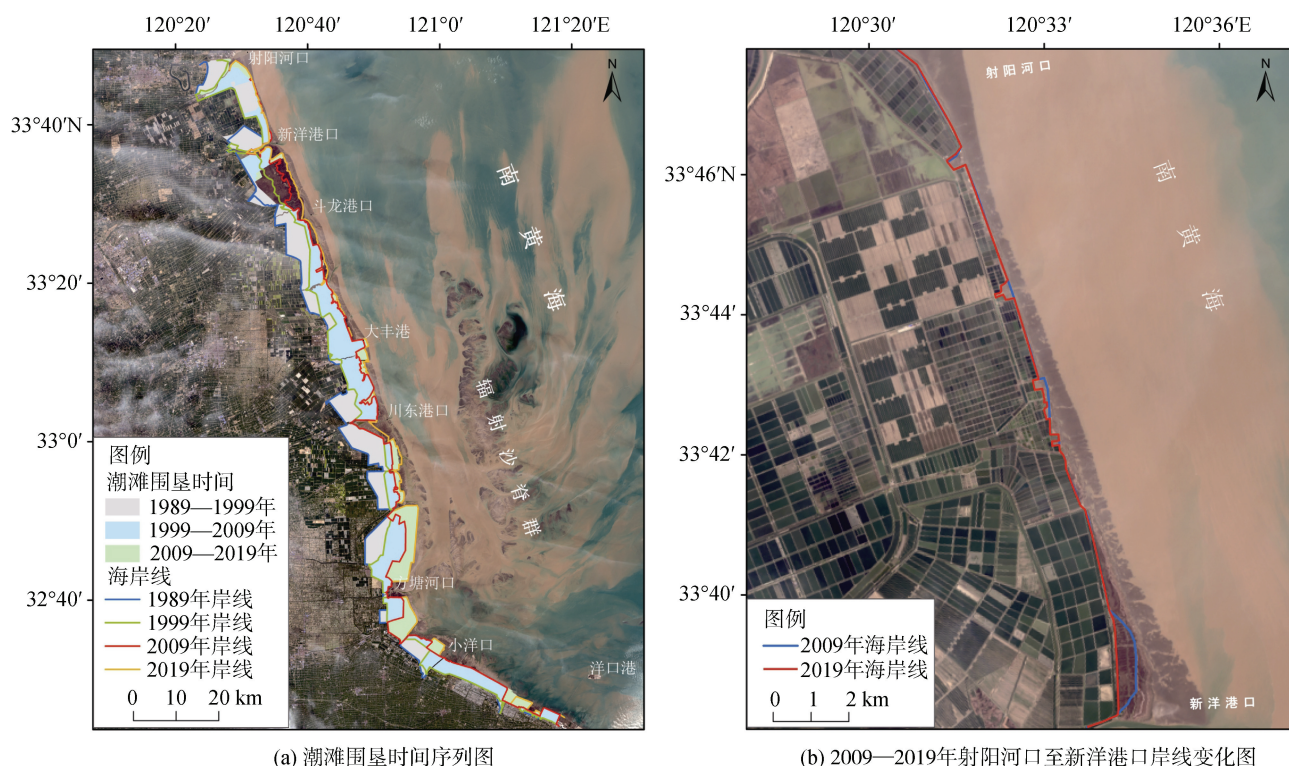 120°20′
120°40′
121°0′
121°20′E
33°40′N
33°20′
33°0′
32°40′
N
射阳河口
新洋港口
斗龙港口
大丰港
川东港口
方塘河口
小洋口
洋口港
南黄海
辐射沙脊群
图例
潮滩围垦时间
1989—1999年
1999—2009年
2009—2019年
海岸线
1989年岸线
1999年岸线
2009年岸线
2019年岸线
0 10 20 km
(a) 潮滩围垦时间序列图
120°30′
120°33′
120°36′E
33°46′N
33°44′
33°42′
33°40′
N
射阳河口
南黄海
新洋港口
图例
2009年海岸线
2019年海岸线
0 1 2 km
(b) 2009—2019年射阳河口至新洋港口岸线变化图